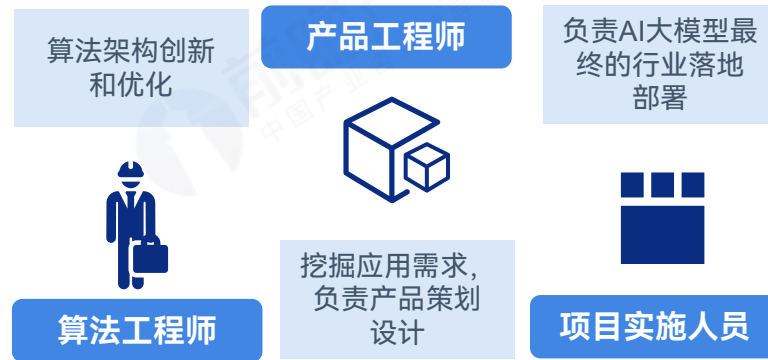 算法架构创新
和优化
算法工程师
产品工程师
挖掘应用需求，
负责产品策划
设计
负责AI大模型最
终的行业落地
部署
项目实施人员